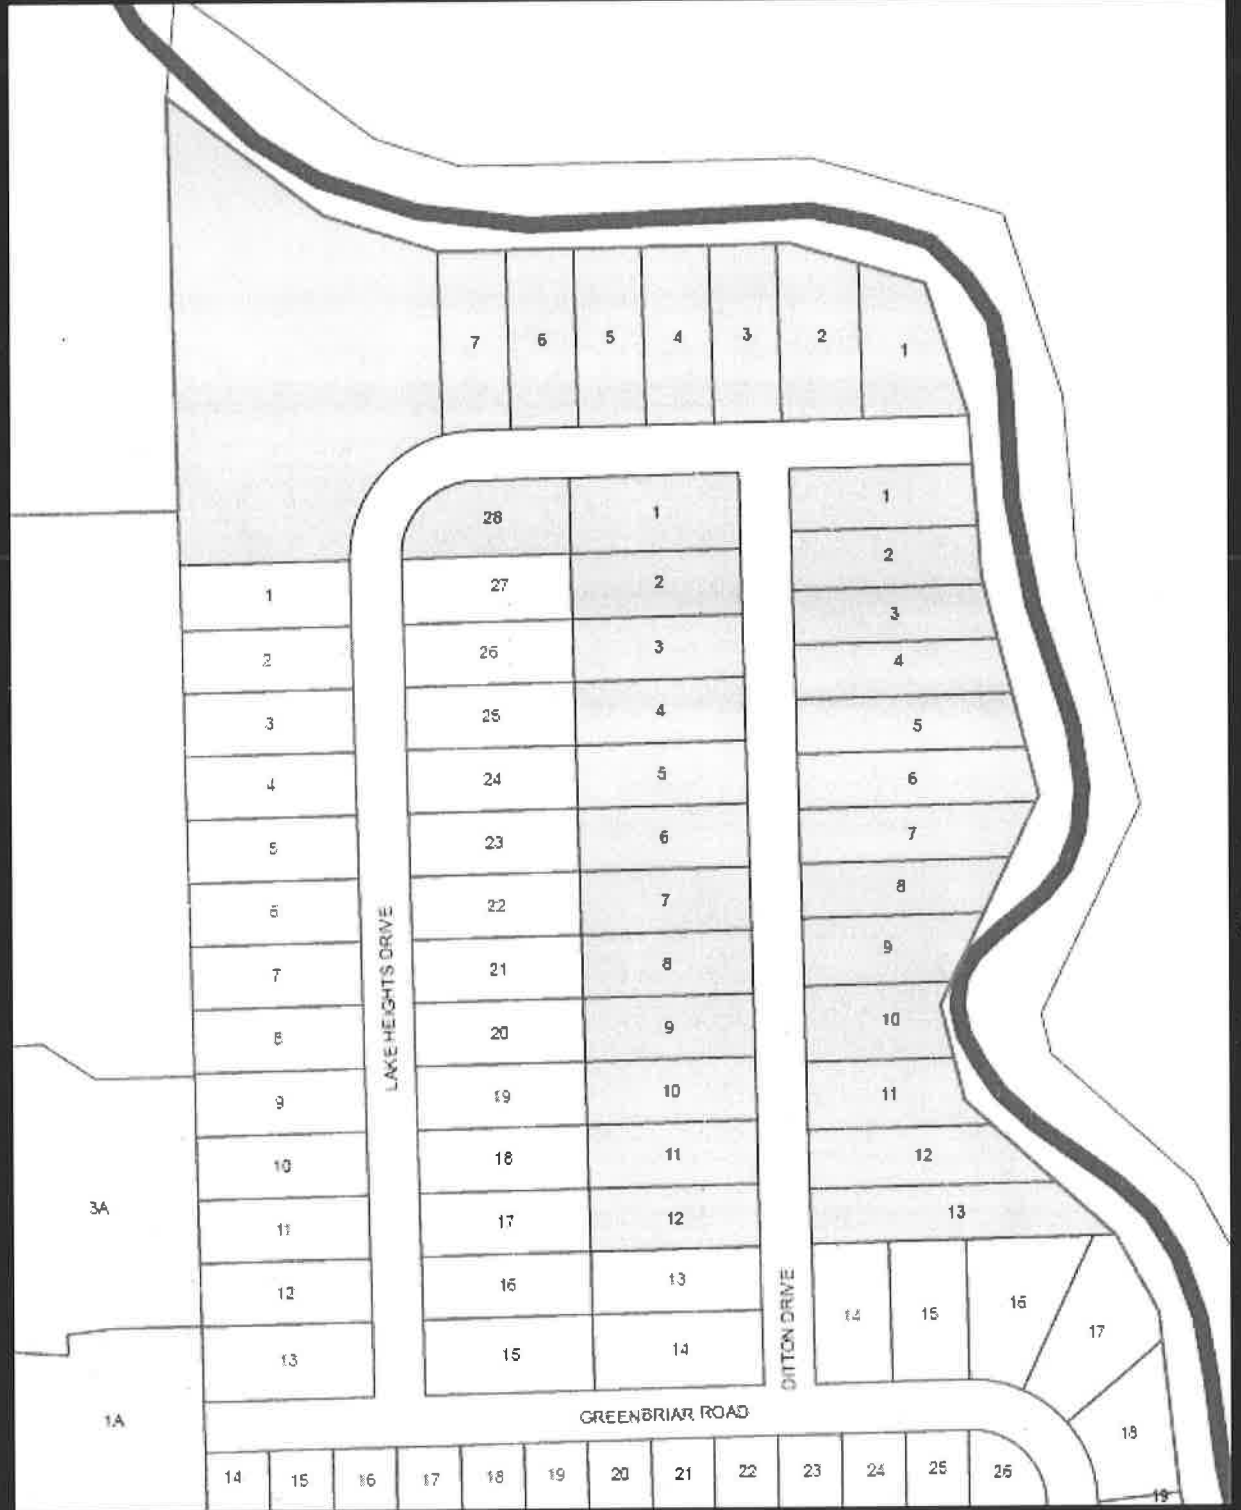 7 6 5 4 3 2 1
28 1 1
27 2 2
1 3
26 3 4
2
25 4 5
3
24 5 6
4
23 6 7
5
22 7 8
6
21 8 9
7
20 9 10
8
19 10 11
9
18 11 12
10
17 12 13
11
16 13
12
14 15 16 17
15 14
13
LAKE HEIGHTS DRIVE
DITTON DRIVE
3A
1A
GREENBRIAR ROAD
18
14 15 16 17 18 19 20 21 22 23 24 25 26
19